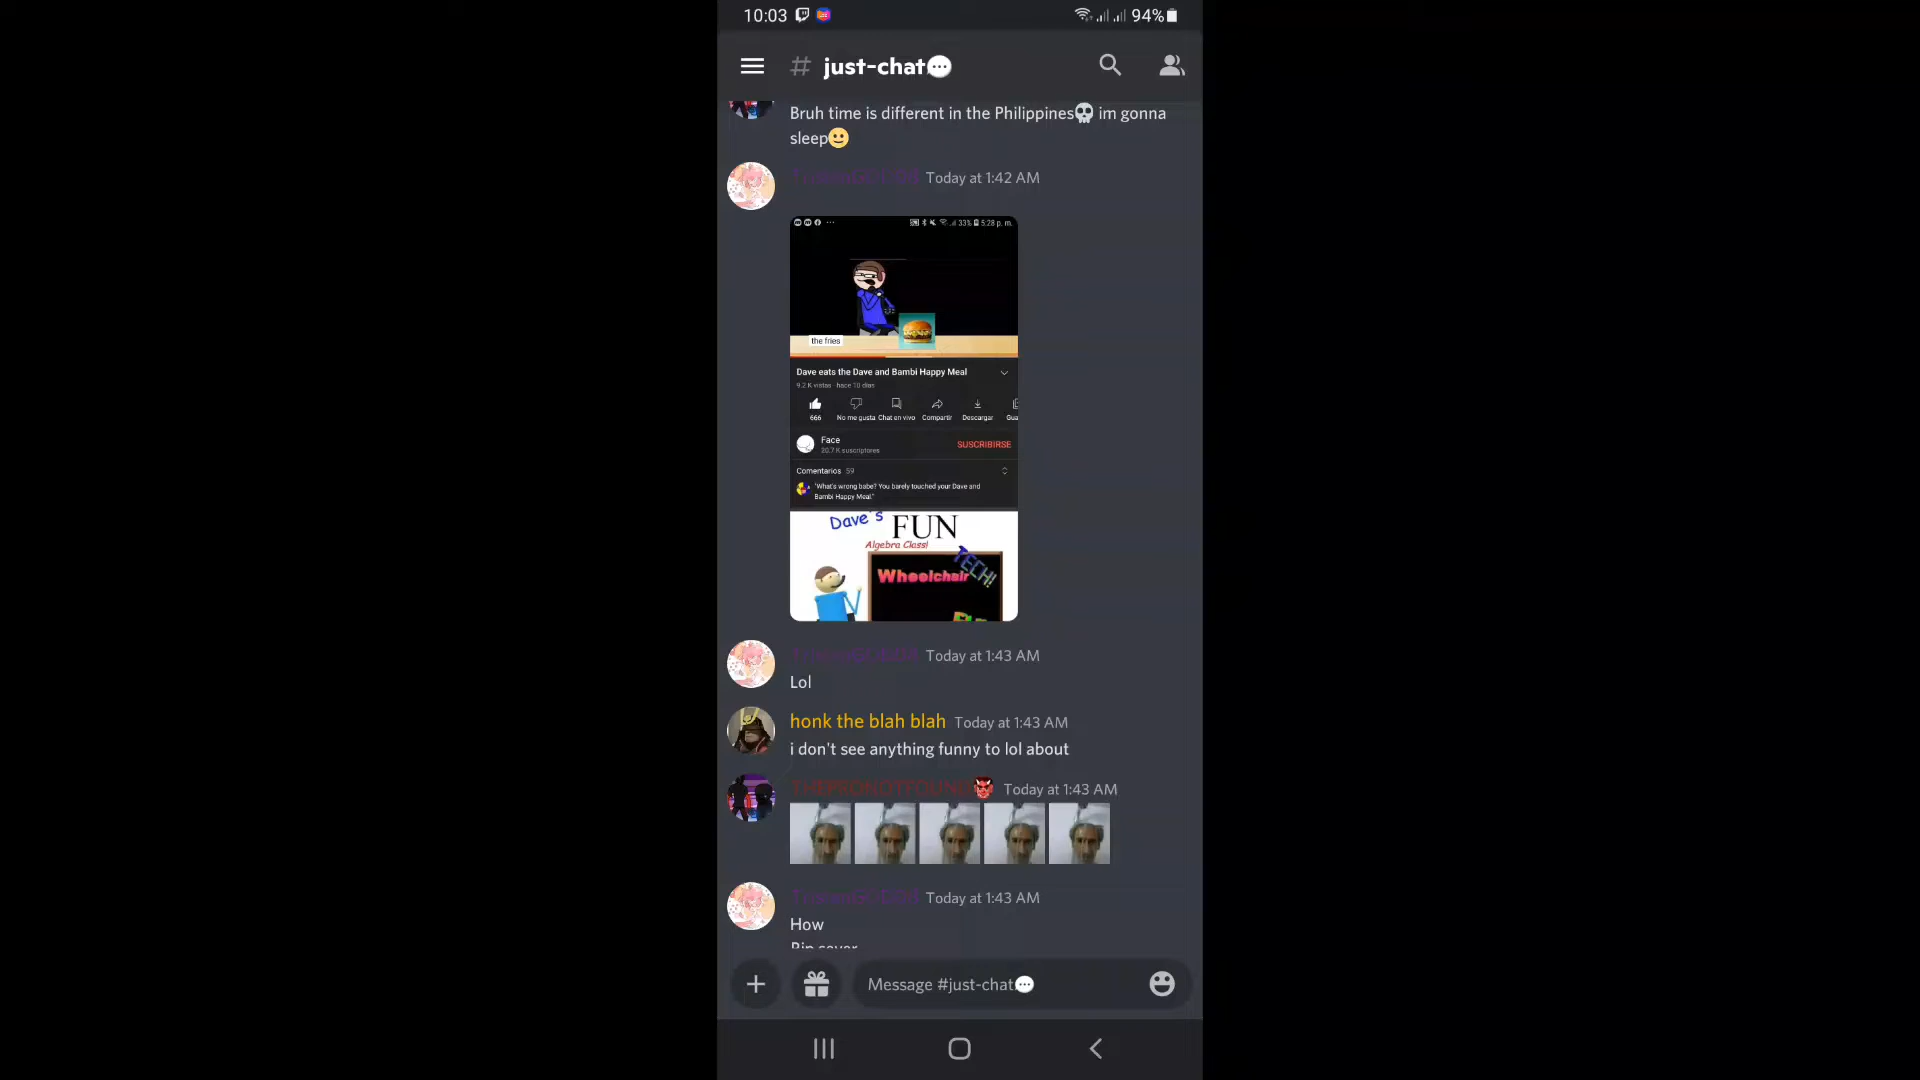 10:03 94%
# just-chat
Bruh time is different in the Philippines im gonna
sleep
Today at 1:42 AM
33% 5:28 p. m.
the fries
Dave eats the Dave and Bambi Happy Meal
9.2 K vistas · hace 10 días
666 No me gusta Chat en vivo Compartir Descargar Gua
Face
20.7 K suscriptores
SUSCRIBIRSE
Comentarios 59
"What's wrong babe? You barely touched your Dave and
Bambi Happy Meal."
Dave's FUN
Algebra Class!
Wheelchair
TECH!
Today at 1:43 AM
Lol
honk the blah blah Today at 1:43 AM
i don't see anything funny to lol about
THEPRONOTFOUND Today at 1:43 AM
Today at 1:43 AM
How
Message #just-chat